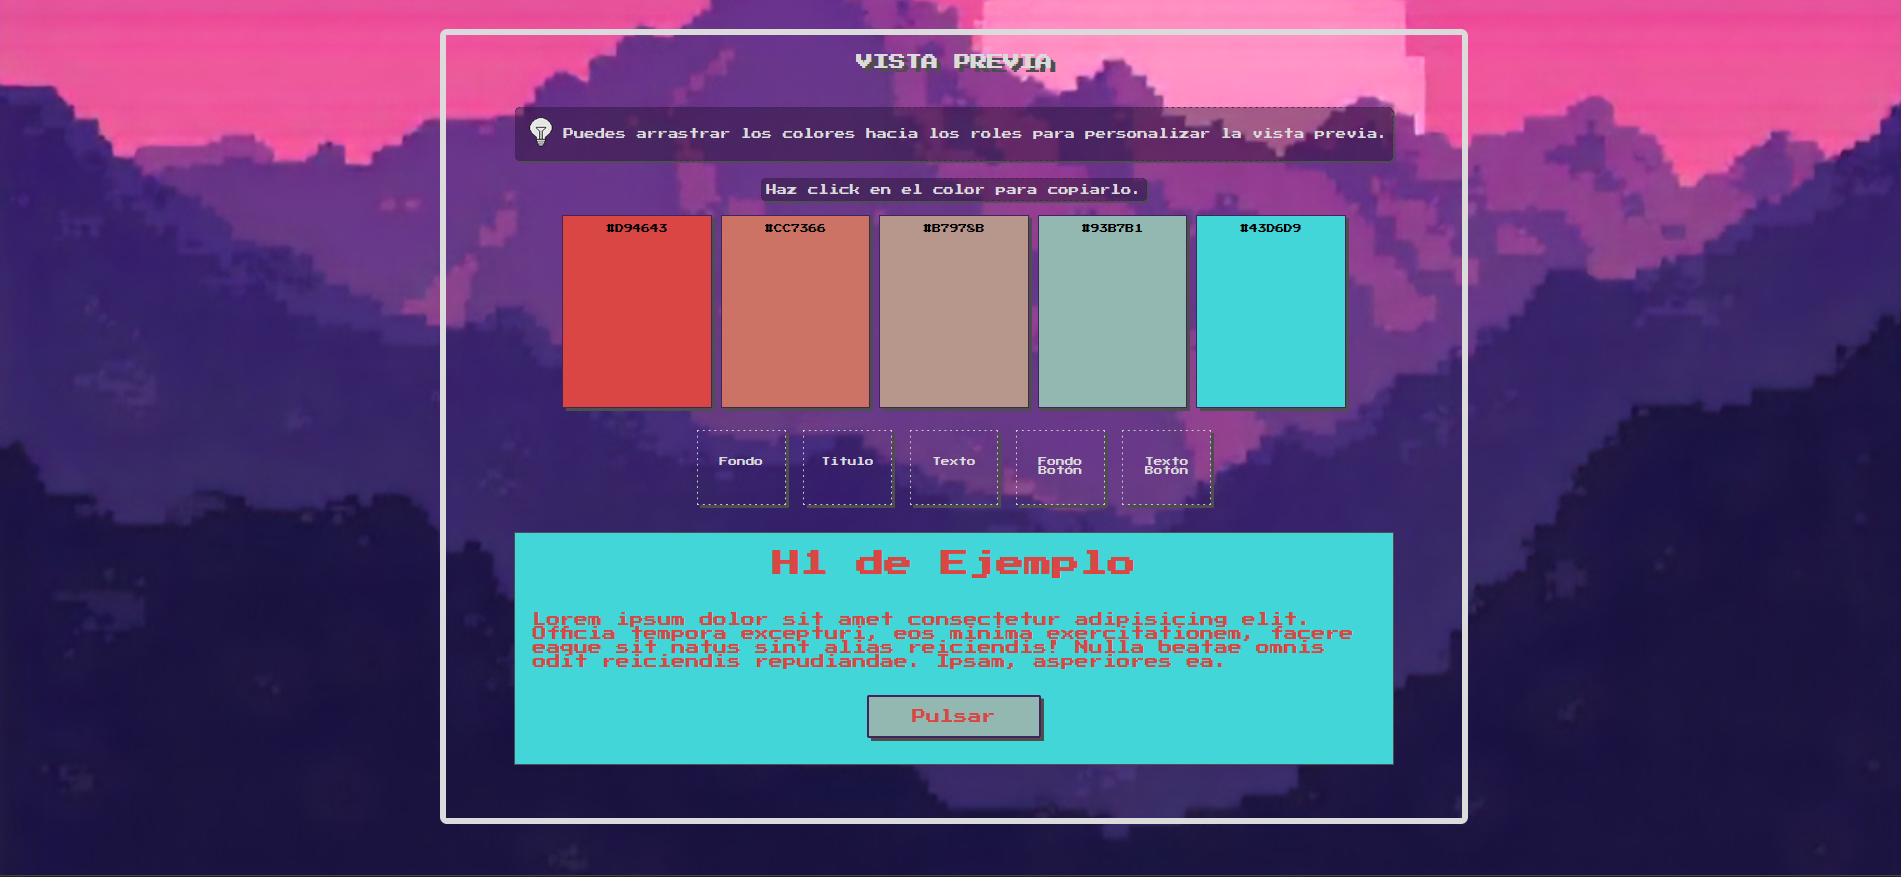 VISTA PREVIA
Puedes arrastrar los colores hacia los roles para personalizar la vista previa.
Haz click en el color para copiarlo.
#D94643
#CC7366
#B7978B
#93B7B1
#43D6D9
Fondo
Titulo
Texto
Fondo
Botón
Texto
Botón
H1 de Ejemplo
Lorem ipsum dolor sit amet consectetur adipisicing elit.
Officia tempora excepturi, eos minima exercitationem, facere
eaque sit natus sint alias reiciendis! Nulla beatae omnis
odit reiciendis repudiandae. Ipsam, asperiores ea.
Pulsar